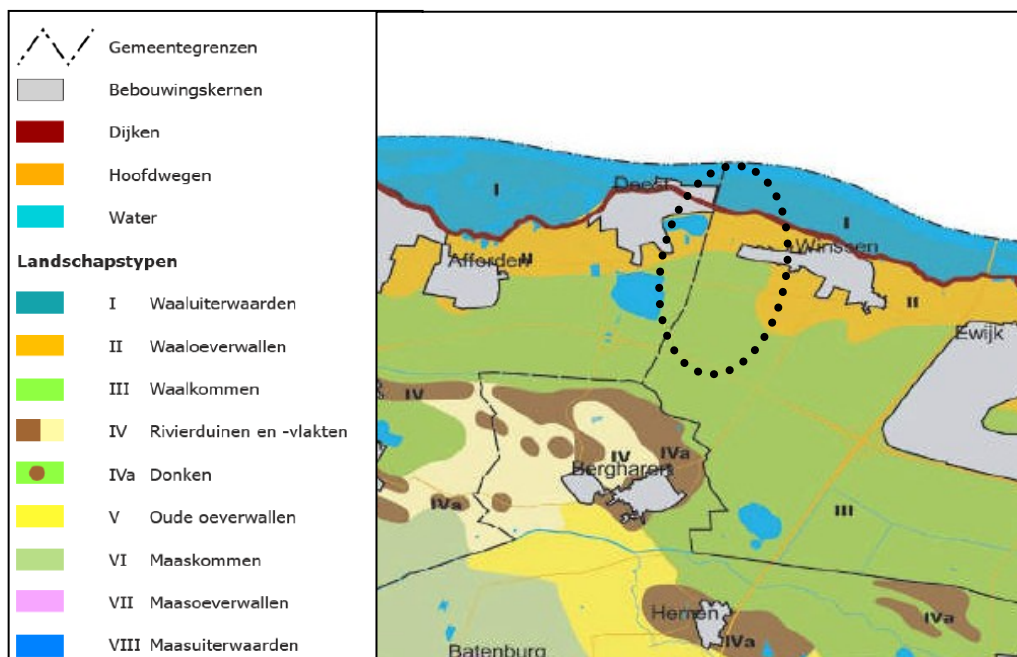 Gemeentegrenzen
Bebouwingskernen
Dijken
Hoofdwegen
Water
Landschapstypen
I Waaluiterwaarden
II Waaloeverwallen
III Waalkommen
IV Rivierduinen en -vlakten
IVa Donken
V Oude oeverwallen
VI Maaskommen
VII Maasoeverwallen
VIII Maasuiterwaarden
Deest
I
I
Winssen
Afferden
II
II
Ewijk
IV
IV
IVa
Bergharen
IVa
III
Hernen
IVa
IVa
Batenburg